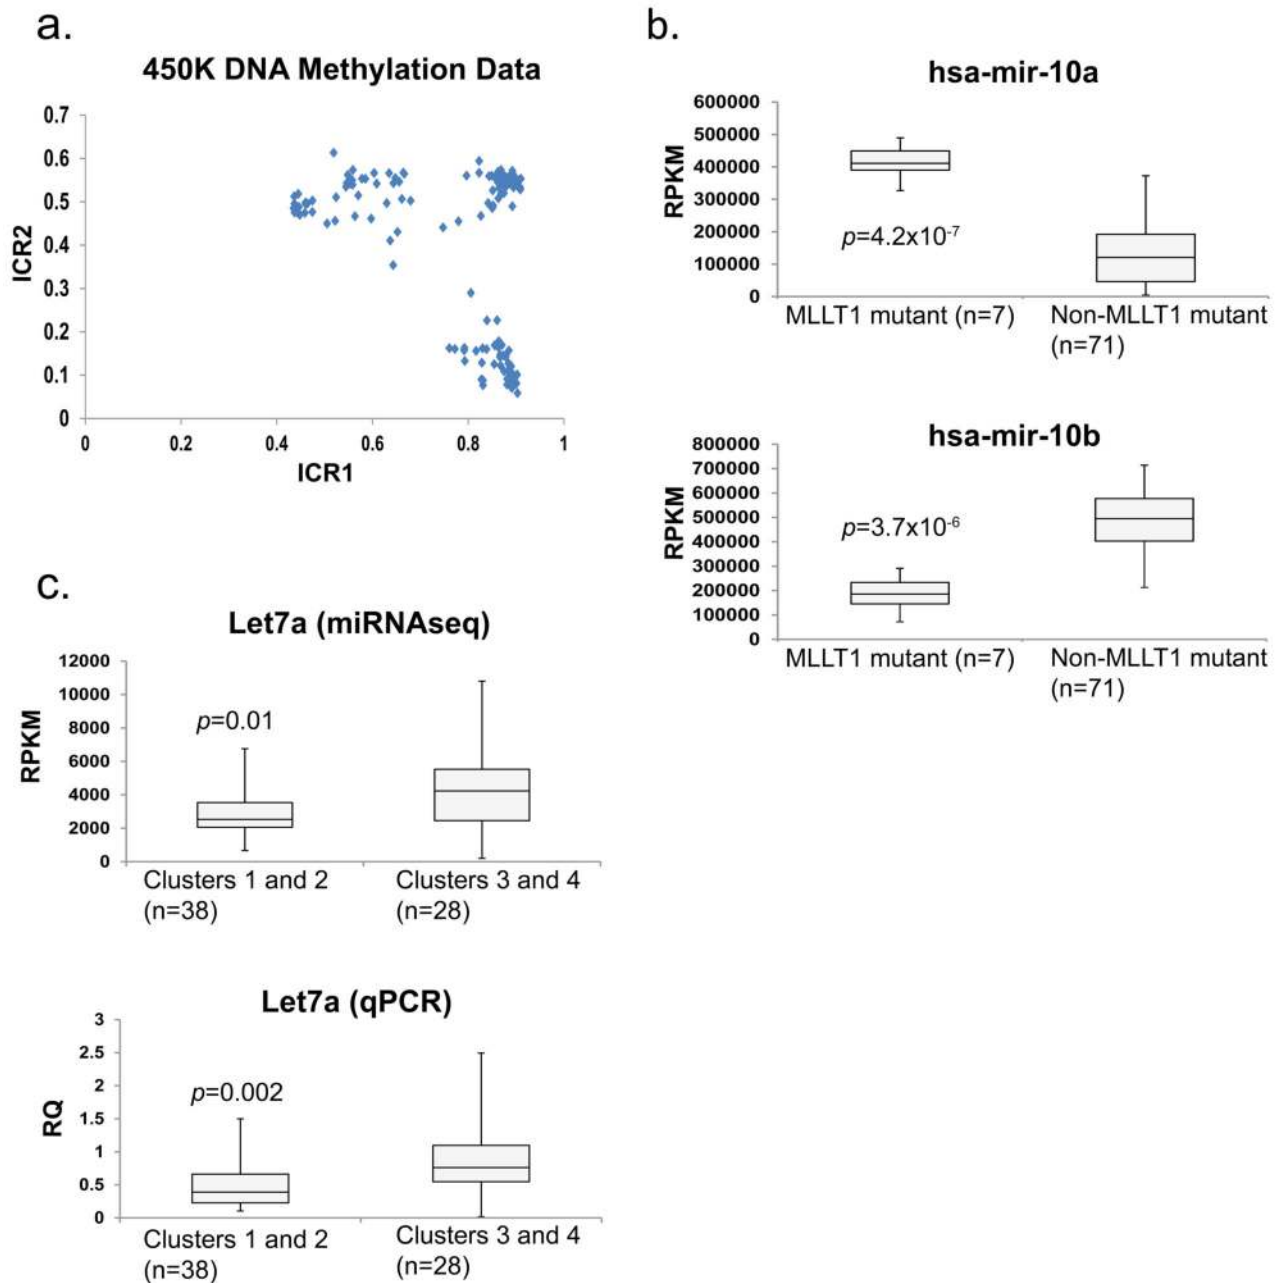 a.
450K DNA Methylation Data
0.7
0.6
0.5
0.4
0.3
0.2
0.1
0
ICR2
0 0.2 0.4 0.6 0.8 1
ICR1
b.
hsa-mir-10a
600000
500000
400000
300000
200000
100000
0
RPKM
p=4.2x10⁻⁷
MLLT1 mutant (n=7) Non-MLLT1 mutant
(n=71)
hsa-mir-10b
800000
700000
600000
500000
400000
300000
200000
100000
0
RPKM
p=3.7x10⁻⁶
MLLT1 mutant (n=7) Non-MLLT1 mutant
(n=71)
c.
Let7a (miRNAseq)
12000
10000
8000
6000
4000
2000
0
RPKM
p=0.01
Clusters 1 and 2 Clusters 3 and 4
(n=38) (n=28)
Let7a (qPCR)
3
2.5
2
1.5
1
0.5
0
RQ
p=0.002
Clusters 1 and 2 Clusters 3 and 4
(n=38) (n=28)